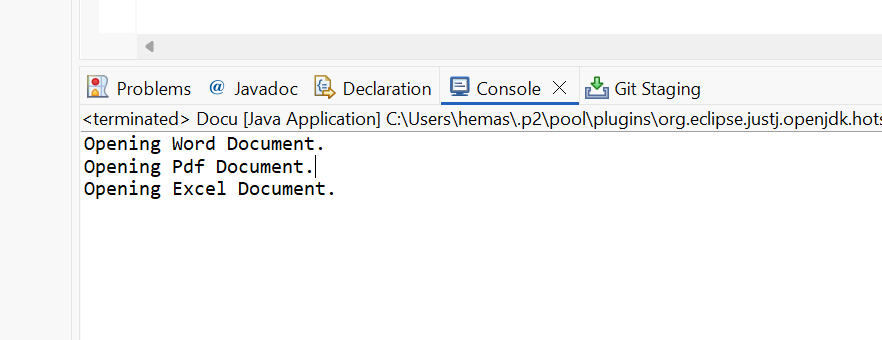 Problems @ Javadoc Declaration Console Git Staging
<terminated> Docu [Java Application] C:\Users\hemas\.p2\pool\plugins\org.eclipse.justj.openjdk.hots
Opening Word Document.
Opening Pdf Document.
Opening Excel Document.